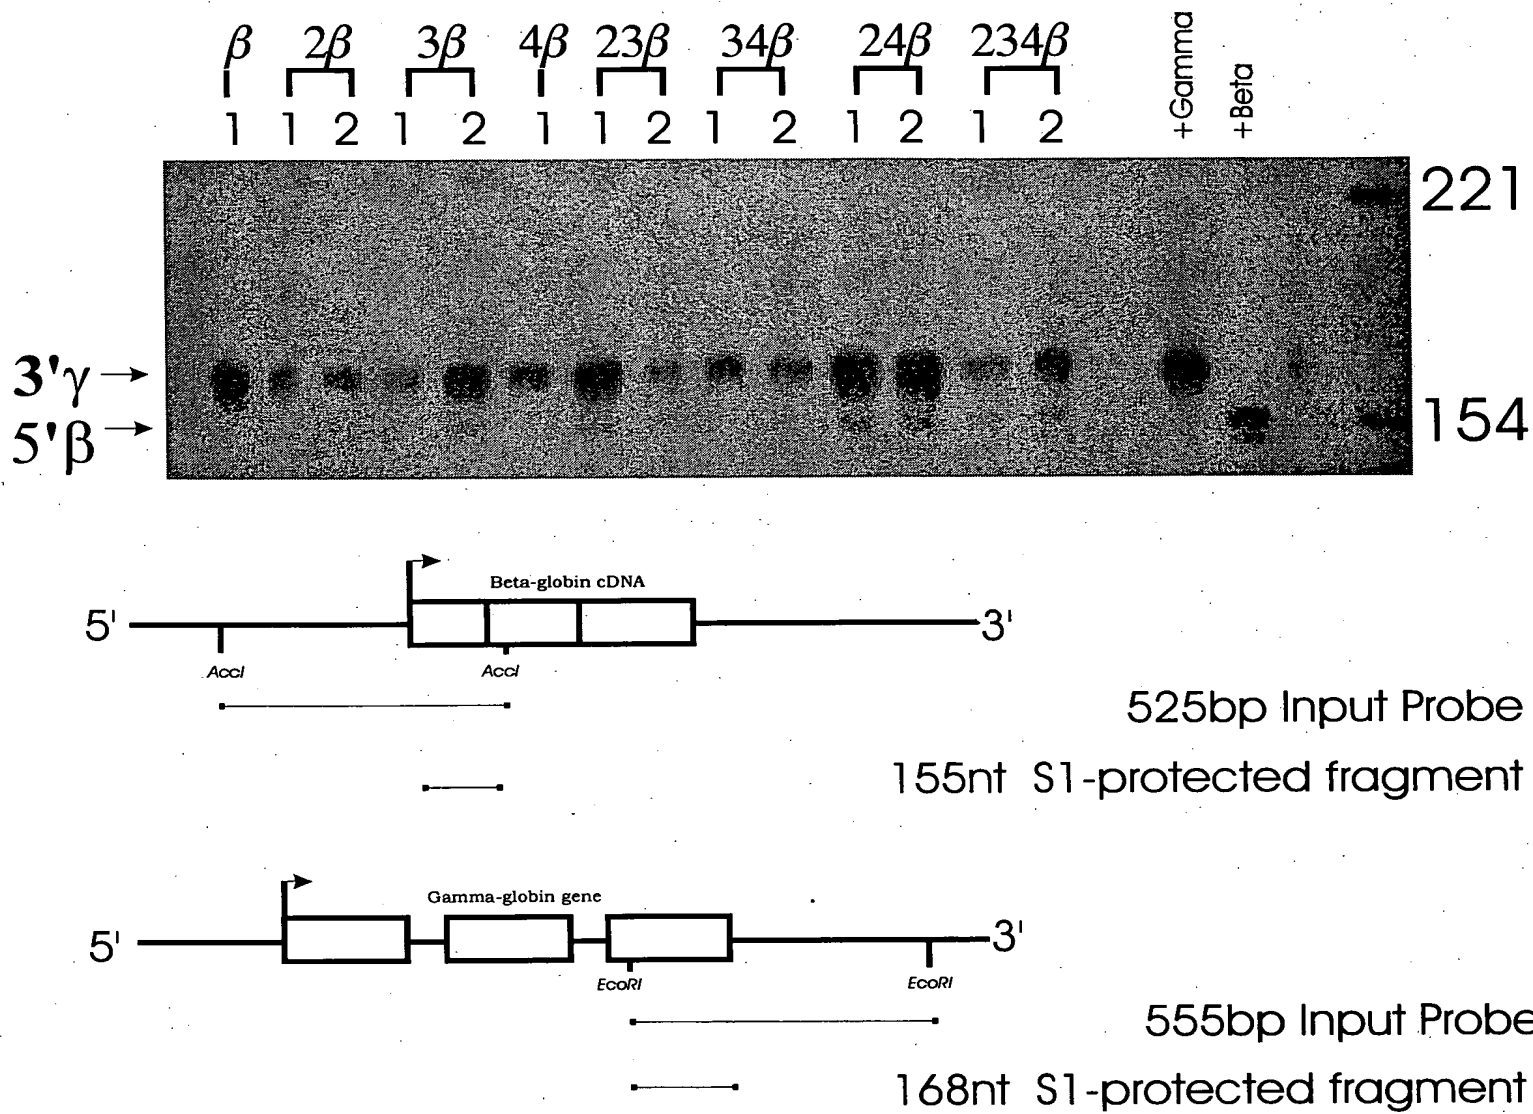 β 2β 3β 4β 23β 34β 24β 234β +Gamma +Beta
1 1 2 1 2 1 1 2 1 2 1 2 1 2
221
3'γ
154
5'β
Beta-globin cDNA
5' 3'
AccI AccI
525bp Input Probe
155nt S1-protected fragment
Gamma-globin gene
5' 3'
EcoRI EcoRI
555bp Input Probe
168nt S1-protected fragment